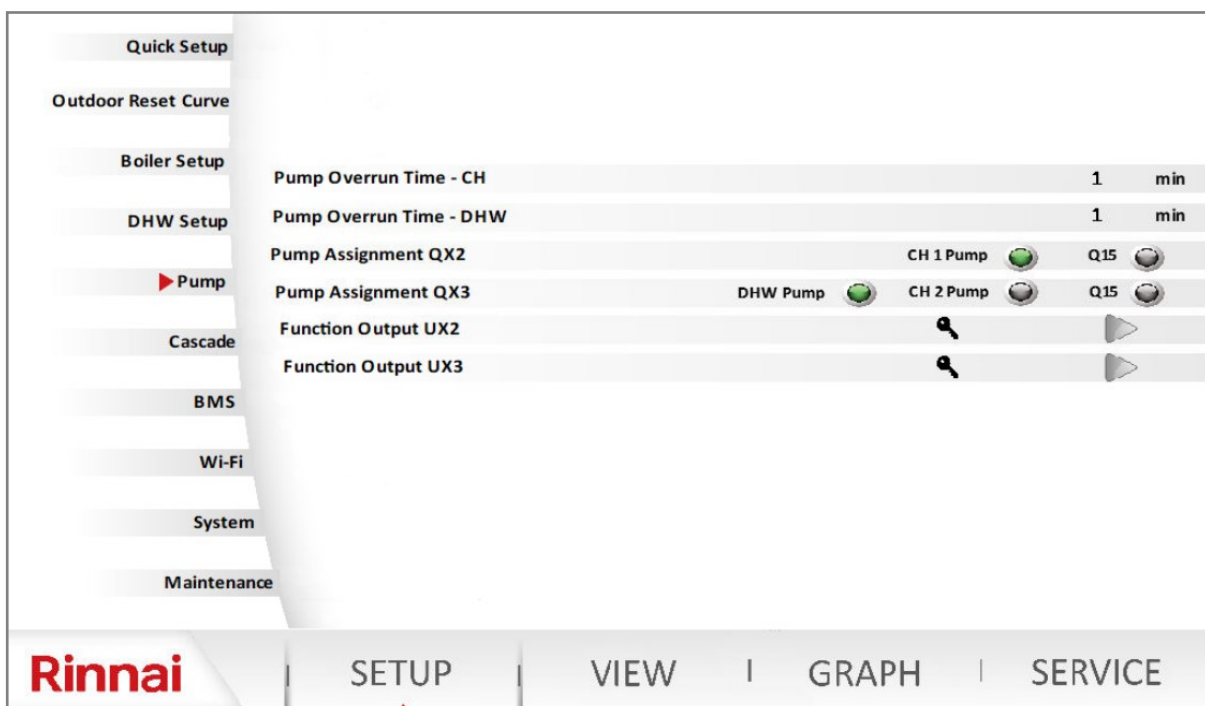 Quick Setup
Outdoor Reset Curve
Boiler Setup
DHW Setup
Pump
Cascade
BMS
Wi-Fi
System
Maintenance
Pump Overrun Time - CH 1 min
Pump Overrun Time - DHW 1 min
Pump Assignment QX2 CH 1 Pump Q15
Pump Assignment QX3 DHW Pump CH 2 Pump Q15
Function Output UX2
Function Output UX3
Rinnai SETUP VIEW GRAPH SERVICE